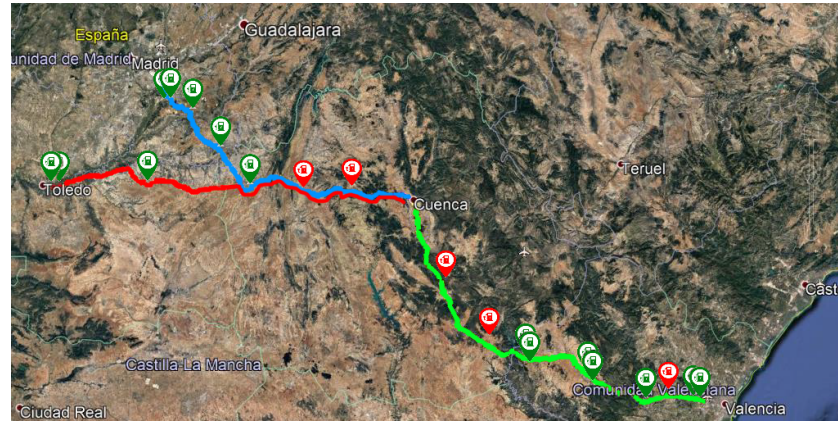 España
Guadalajara
unidad de Madrid
Madrid
Teruel
Toledo
Cuenca
Cast
Castilla-La Mancha
Comunidad Valenciana
Ciudad Real
Valencia